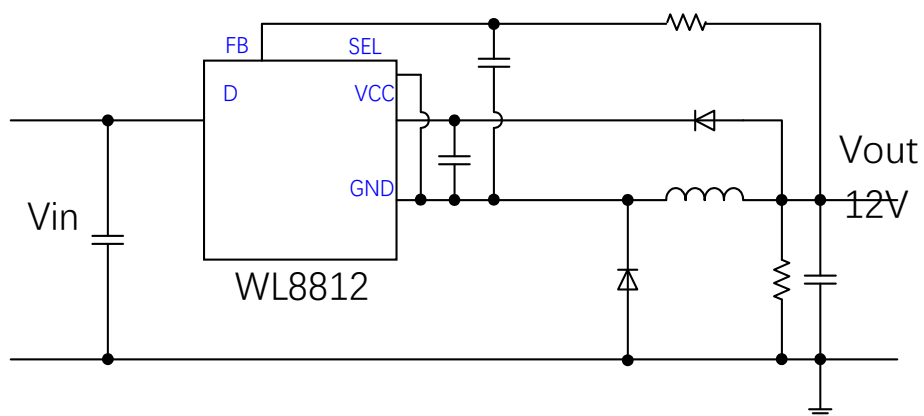 FB
SEL
D
VCC
GND
Vin
WL8812
Vout
12V